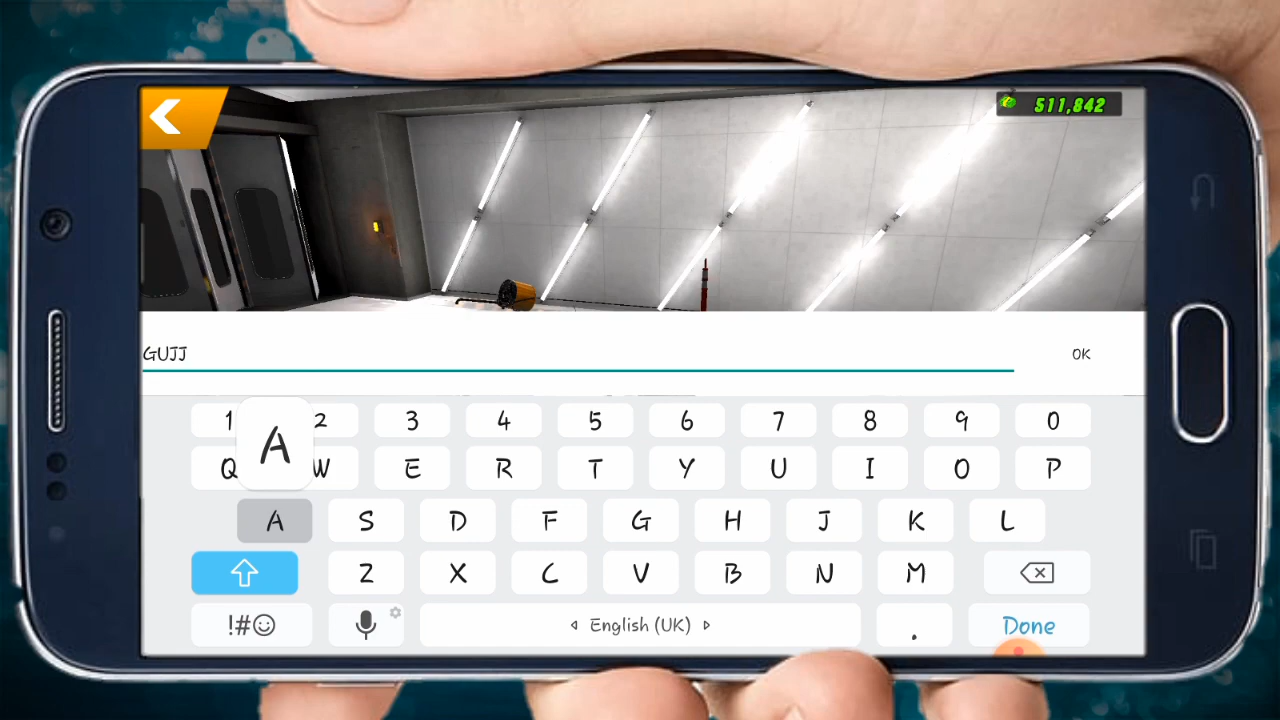 511,842
GUJJ
OK
1 2 3 4 5 6 7 8 9 0
A
Q W E R T Y U I O P
A S D F G H J K L
Z X C V B N M
!#☺ English (UK) . Done